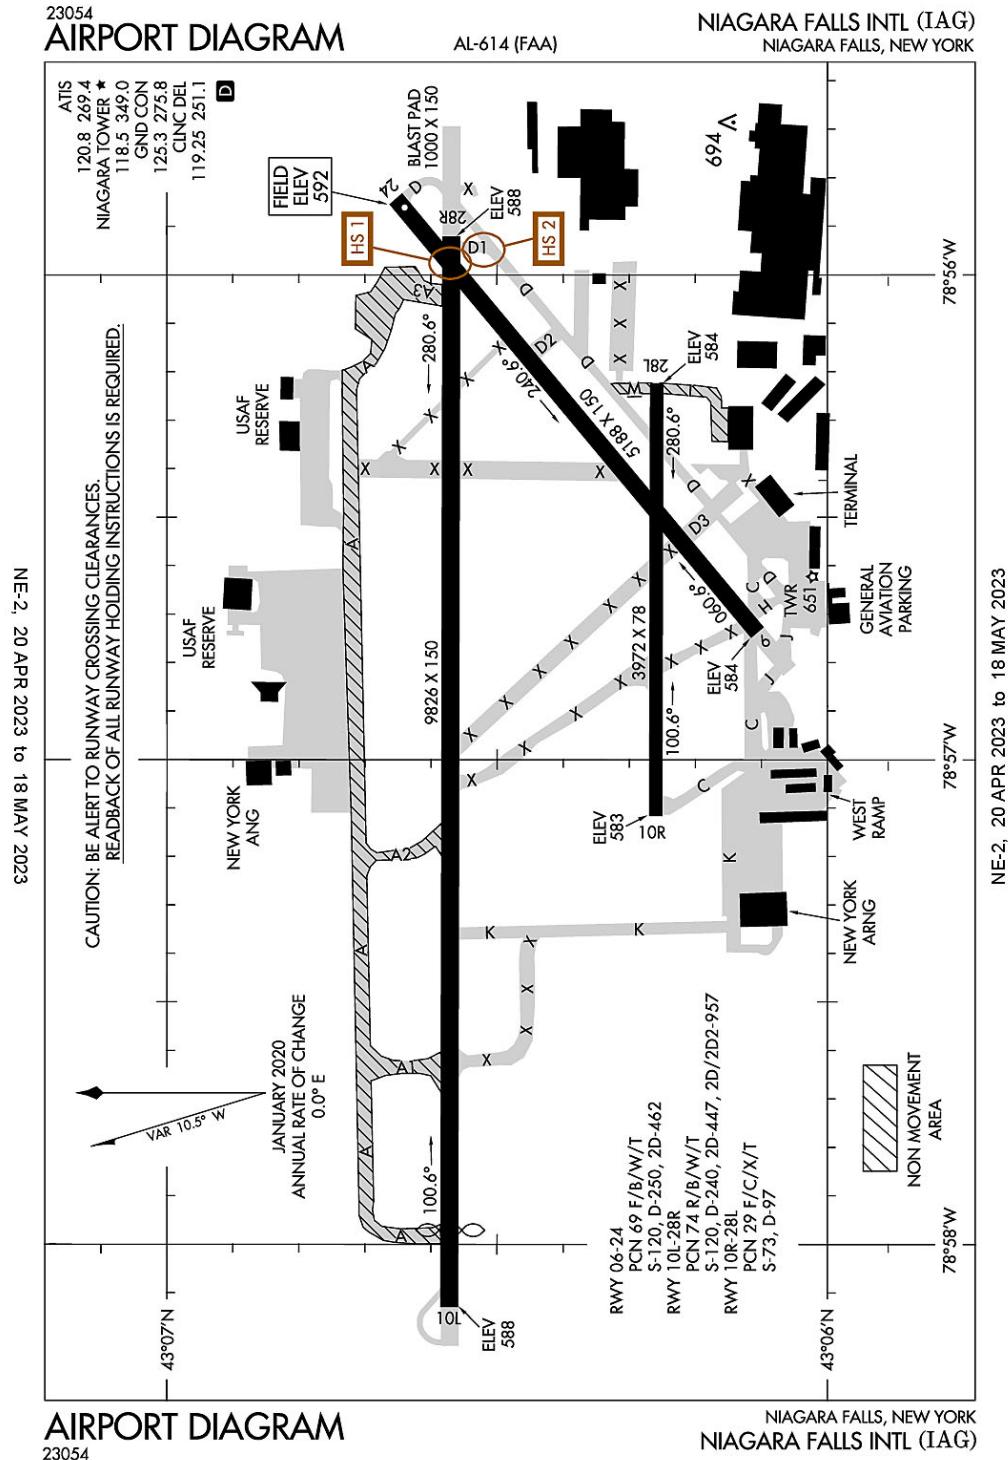 23054
AIRPORT DIAGRAM
AL-614 (FAA)
NIAGARA FALLS INTL (IAG)
NIAGARA FALLS, NEW YORK
ATIS
120.8 269.4
NIAGARA TOWER ★
118.5 349.0
GND CON
125.3 275.8
CLNC DEL
119.25 251.1
D
CAUTION: BE ALERT TO RUNWAY CROSSING CLEARANCES.
READBACK OF ALL RUNWAY HOLDING INSTRUCTIONS IS REQUIRED.
FIELD
ELEV
592
HS 1
HS 2
BLAST PAD
1000 X 150
24
D
X
28R
ELEV
588
D1
694
78°56'W
A3
280.6°
240.6°
D
D2
D
X
X
X
X
X
X
X
28L
ELEV
584
M
A
USAF
RESERVE
5188 X 150
280.6°
X
X
X
X
D
X
TERMINAL
A
D3
X
X
X
060.6°
C
D
H
TWR
651
J
J
6
ELEV
584
GENERAL
AVIATION
PARKING
USAF
RESERVE
9826 X 150
3972 X 78
X
X
X
X
X
X
X
X
X
X
X
100.6°
C
C
78°57'W
NEW YORK
ANG
ELEV
583
10R
WEST
RAMP
A2
K
K
K
NEW YORK
ARNG
A
X
X
X
X
A1
JANUARY 2020
ANNUAL RATE OF CHANGE
0.0° E
VAR 10.5° W
A
100.6°
A
RWY 06-24
PCN 69 F/B/W/T
S-120, D-250, 2D-462
RWY 10L-28R
PCN 74 R/B/W/T
S-120, D-240, 2D-447, 2D/2D2-957
RWY 10R-28L
PCN 29 F/C/X/T
S-73, D-97
NON MOVEMENT
AREA
78°58'W
10L
ELEV
588
43°07'N
43°06'N
NE-2, 20 APR 2023 to 18 MAY 2023
NE-2, 20 APR 2023 to 18 MAY 2023
AIRPORT DIAGRAM
23054
NIAGARA FALLS, NEW YORK
NIAGARA FALLS INTL (IAG)